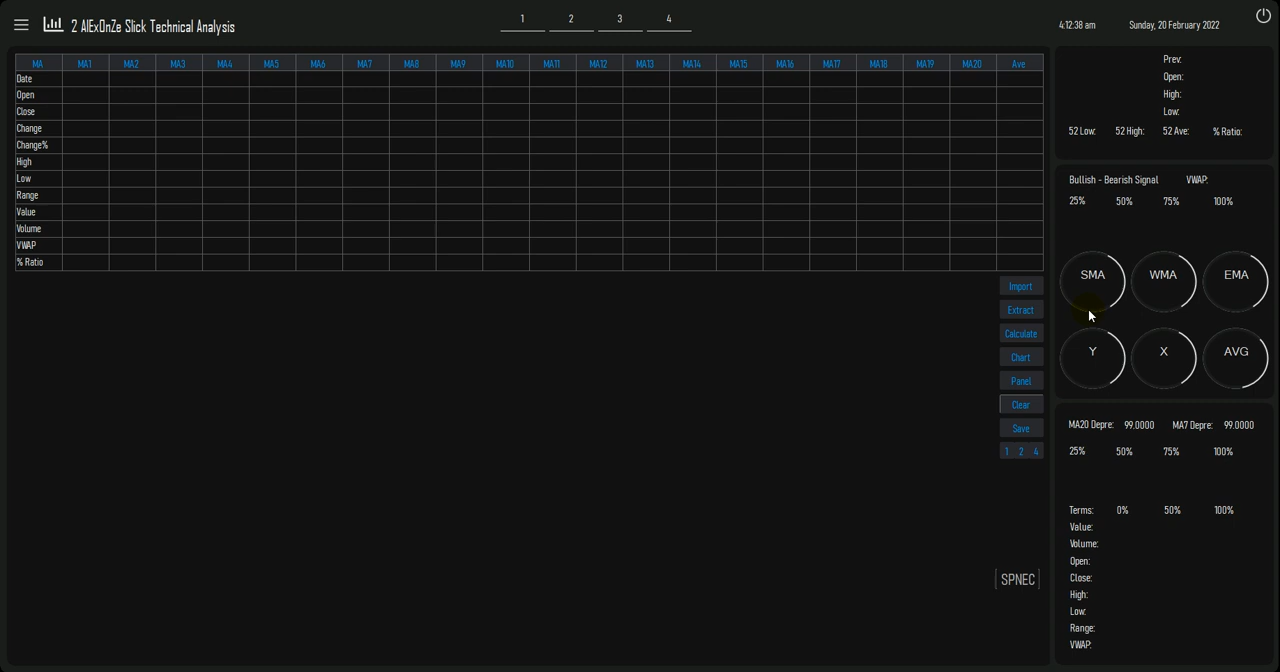 2 AlExOnZe Slick Technical Analysis
1 2 3 4
4:12:38 am Sunday, 20 February 2022
MA MA1 MA2 MA3 MA4 MA5 MA6 MA7 MA8 MA9 MA10 MA11 MA12 MA13 MA14 MA15 MA16 MA17 MA18 MA19 MA20 Ave
Date
Open
Close
Change
Change%
High
Low
Range
Value
Volume
VWAP
% Ratio
Import
Extract
Calculate
Chart
Panel
Clear
Save
1 2 4
SPNEC
Prev:
Open:
High:
Low:
52 Low: 52 High: 52 Ave: % Ratio:
Bullish - Bearish Signal VWAP:
25% 50% 75% 100%
SMA WMA EMA
Y X AVG
MA20 Depre: 99.0000 MA7 Depre: 99.0000
25% 50% 75% 100%
Terms: 0% 50% 100%
Value:
Volume:
Open:
Close:
High:
Low:
Range:
VWAP: